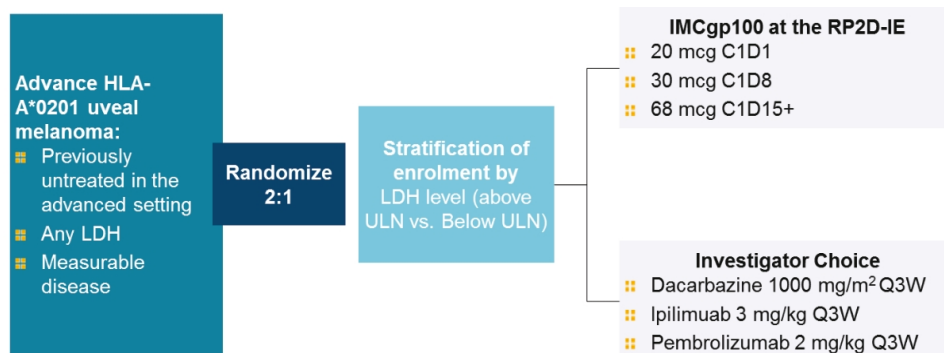 Advance HLA-
A*0201 uveal
melanoma:
Previously
untreated in the
advanced setting
Any LDH
Measurable
disease
Randomize
2:1
Stratification of
enrolment by
LDH level (above
ULN vs. Below ULN)
IMCgp100 at the RP2D-IE
20 mcg C1D1
30 mcg C1D8
68 mcg C1D15+
Investigator Choice
Dacarbazine 1000 mg/m² Q3W
Ipilimuab 3 mg/kg Q3W
Pembrolizumab 2 mg/kg Q3W